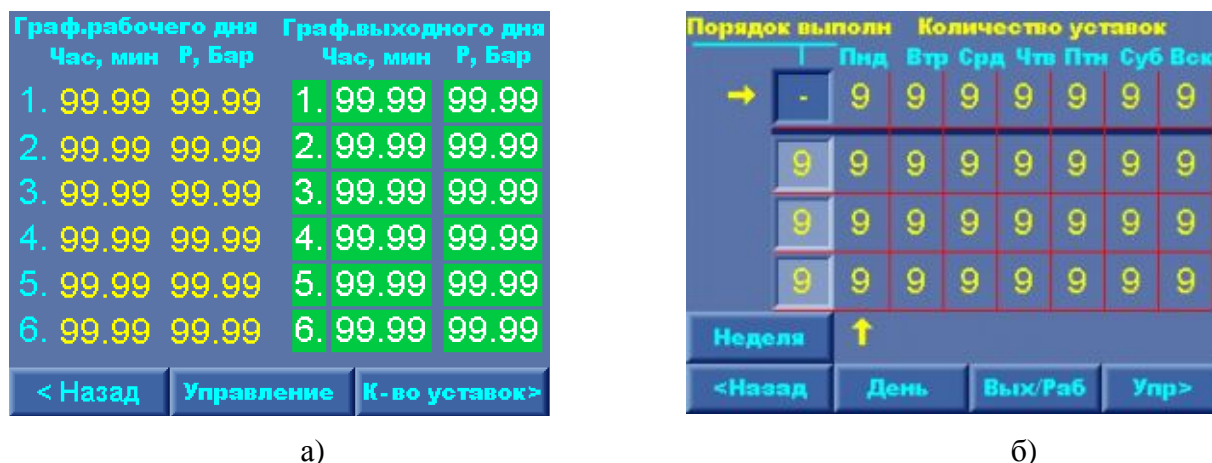 Граф.рабочего дня Граф.выходного дня
Час, мин Р, Бар Час, мин Р, Бар
1. 99.99 99.99 1. 99.99 99.99
2. 99.99 99.99 2. 99.99 99.99
3. 99.99 99.99 3. 99.99 99.99
4. 99.99 99.99 4. 99.99 99.99
5. 99.99 99.99 5. 99.99 99.99
6. 99.99 99.99 6. 99.99 99.99
< Назад Управление К-во уставок>
а)
Порядок выполн Количество уставок
Пнд Втр Срд Чтв Птн Суб Вск
- 9 9 9 9 9 9 9
9 9 9 9 9 9 9 9
9 9 9 9 9 9 9 9
9 9 9 9 9 9 9 9
Неделя
<Назад День Вых/Раб Упр>
б)